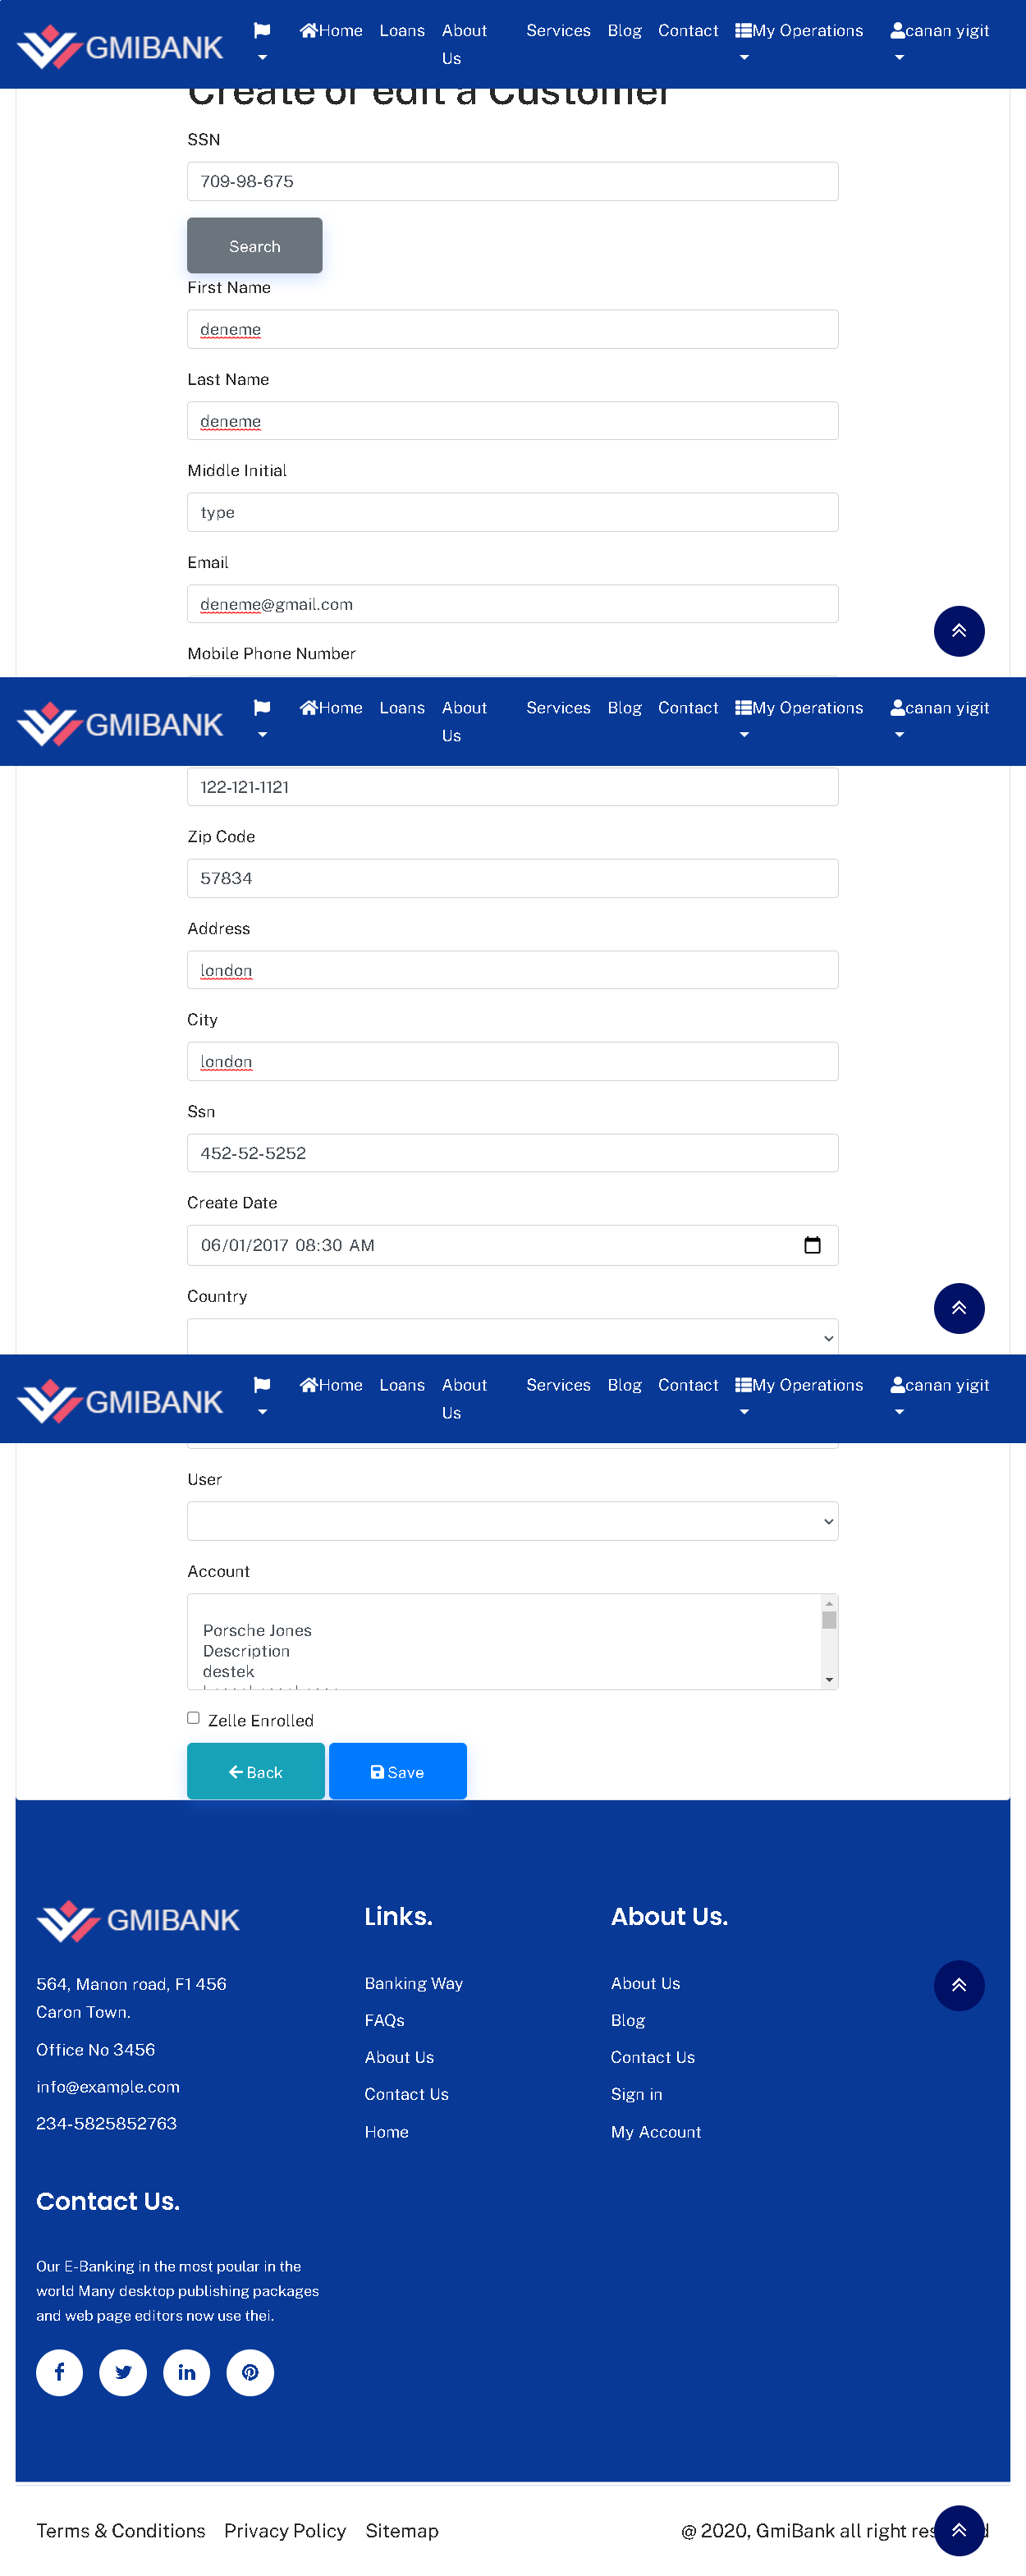 GMIBANK
Home Loans About Us Services Blog Contact My Operations canan yigit
Create or edit a Customer
SSN
709-98-675
Search
First Name
deneme
Last Name
deneme
Middle Initial
type
Email
deneme@gmail.com
Mobile Phone Number
GMIBANK
Home Loans About Us Services Blog Contact My Operations canan yigit
122-121-1121
Zip Code
57834
Address
london
City
london
Ssn
452-52-5252
Create Date
06/01/2017 08:30 AM
Country
GMIBANK
Home Loans About Us Services Blog Contact My Operations canan yigit
User
Account
Porsche Jones
Description
destek
Zelle Enrolled
Back Save
GMIBANK
564, Manon road, F1 456
Caron Town.
Office No 3456
info@example.com
234-5825852763
Links.
Banking Way
FAQs
About Us
Contact Us
Home
About Us.
About Us
Blog
Contact Us
Sign in
My Account
Contact Us.
Our E-Banking in the most poular in the
world Many desktop publishing packages
and web page editors now use thei.
Terms & Conditions Privacy Policy Sitemap
@ 2020, GmiBank all right